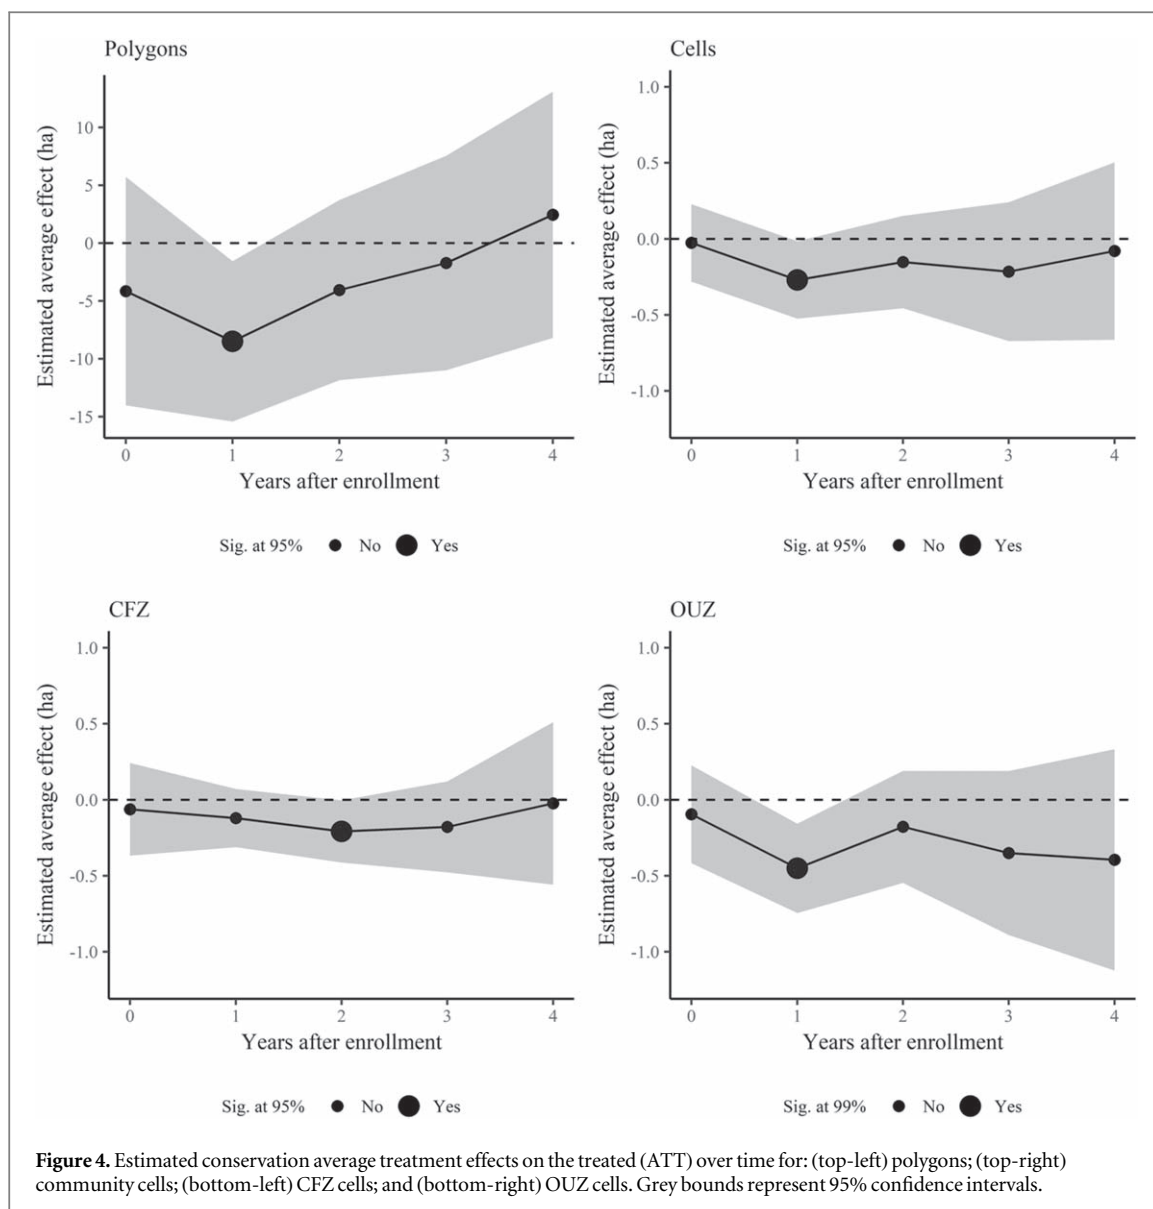 Polygons
Estimated average effect (ha)
10
5
0
-5
-10
-15
0 1 2 3 4
Years after enrollment
Sig. at 95% No Yes
Cells
Estimated average effect (ha)
1.0
0.5
0.0
-0.5
-1.0
0 1 2 3 4
Years after enrollment
Sig. at 95% No Yes
CFZ
Estimated average effect (ha)
1.0
0.5
0.0
-0.5
-1.0
0 1 2 3 4
Years after enrollment
Sig. at 95% No Yes
OUZ
Estimated average effect (ha)
1.0
0.5
0.0
-0.5
-1.0
0 1 2 3 4
Years after enrollment
Sig. at 99% No Yes
Figure 4. Estimated conservation average treatment effects on the treated (ATT) over time for: (top-left) polygons; (top-right)
community cells; (bottom-left) CFZ cells; and (bottom-right) OUZ cells. Grey bounds represent 95% confidence intervals.